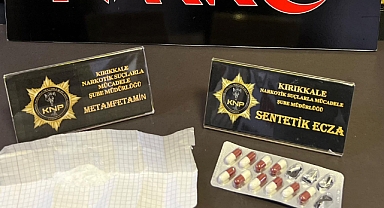 KNP
KIRIKKALE
NARKOTİK SUÇLARLA
MÜCADELE
ŞUBE MÜDÜRLÜĞÜ
METAMFETAMİN
KNP
KIRIKKALE
NARKOTİK SUÇLARLA
MÜCADELE
ŞUBE MÜDÜRLÜĞÜ
SENTETİK ECZA